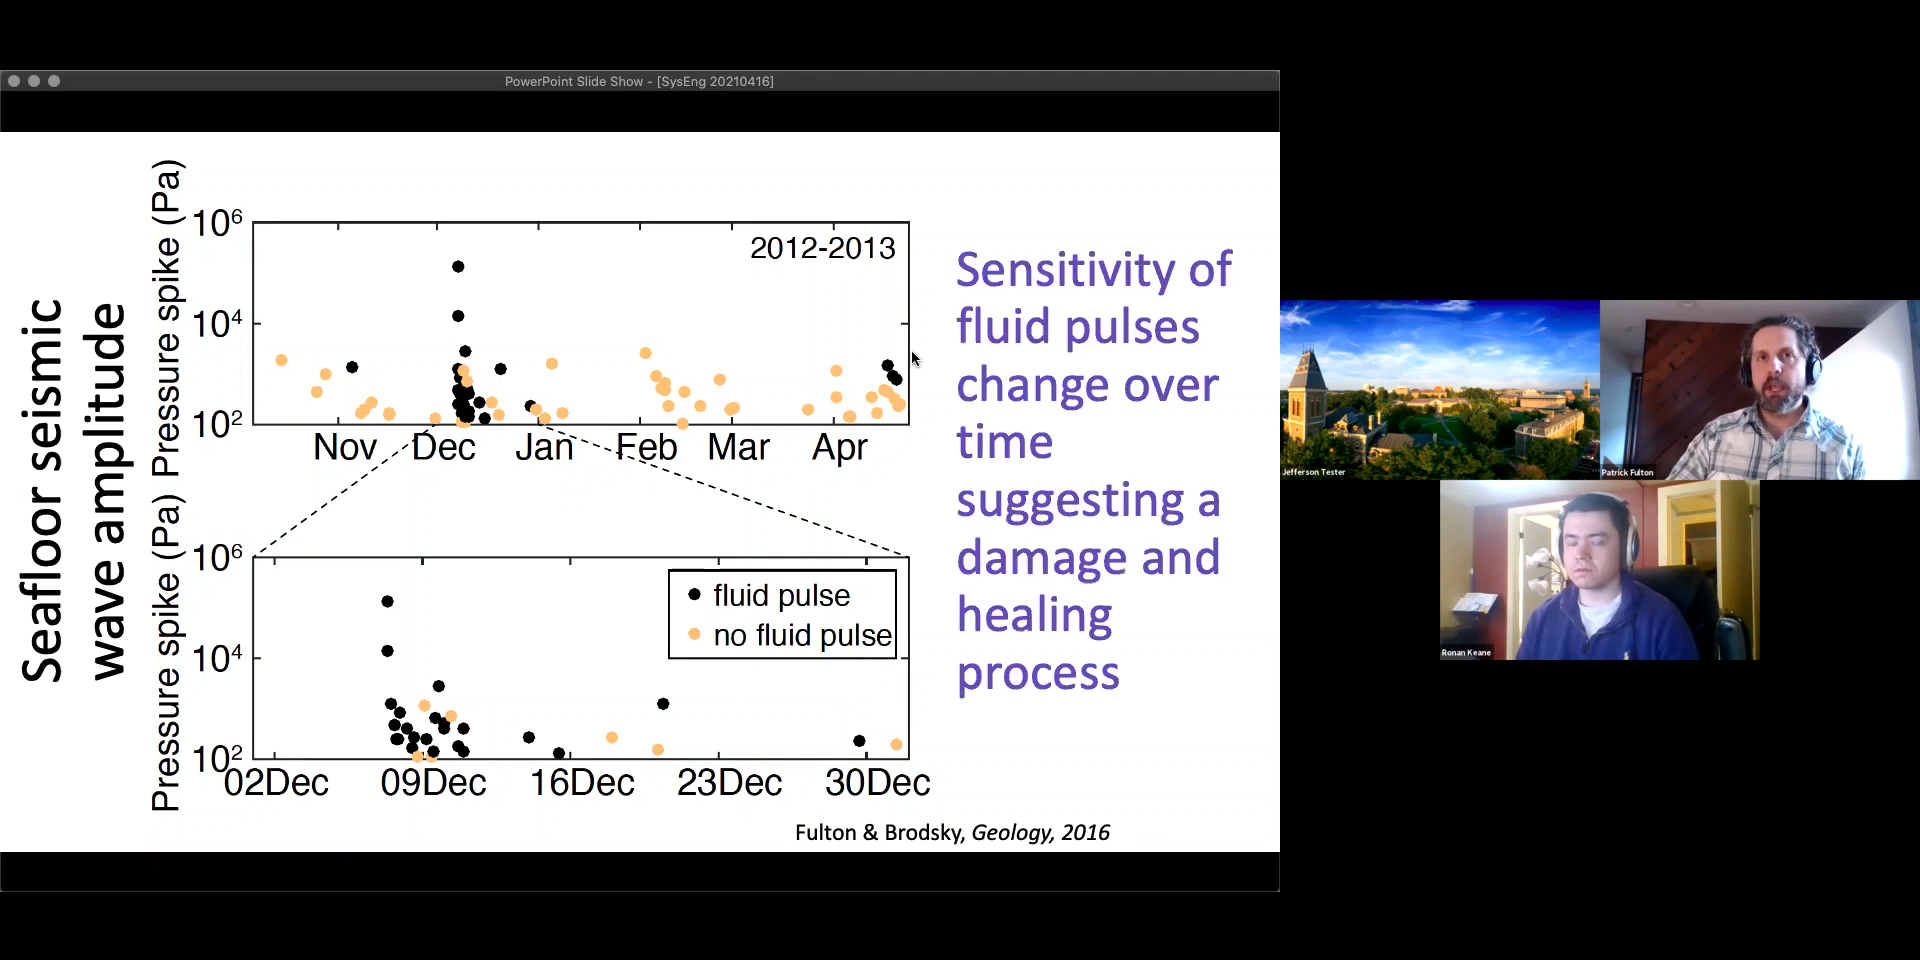 PowerPoint Slide Show - [SysEng 20210416]
Seafloor seismic
wave amplitude
Pressure spike (Pa)
10⁶
10⁴
10²
2012-2013
Nov Dec Jan Feb Mar Apr
Pressure spike (Pa)
10⁶
10⁴
10²
fluid pulse
no fluid pulse
02Dec 09Dec 16Dec 23Dec 30Dec
Sensitivity of
fluid pulses
change over
time
suggesting a
damage and
healing
process
Fulton & Brodsky, Geology, 2016
Jefferson Tester
Patrick Fulton
Ronan Keane